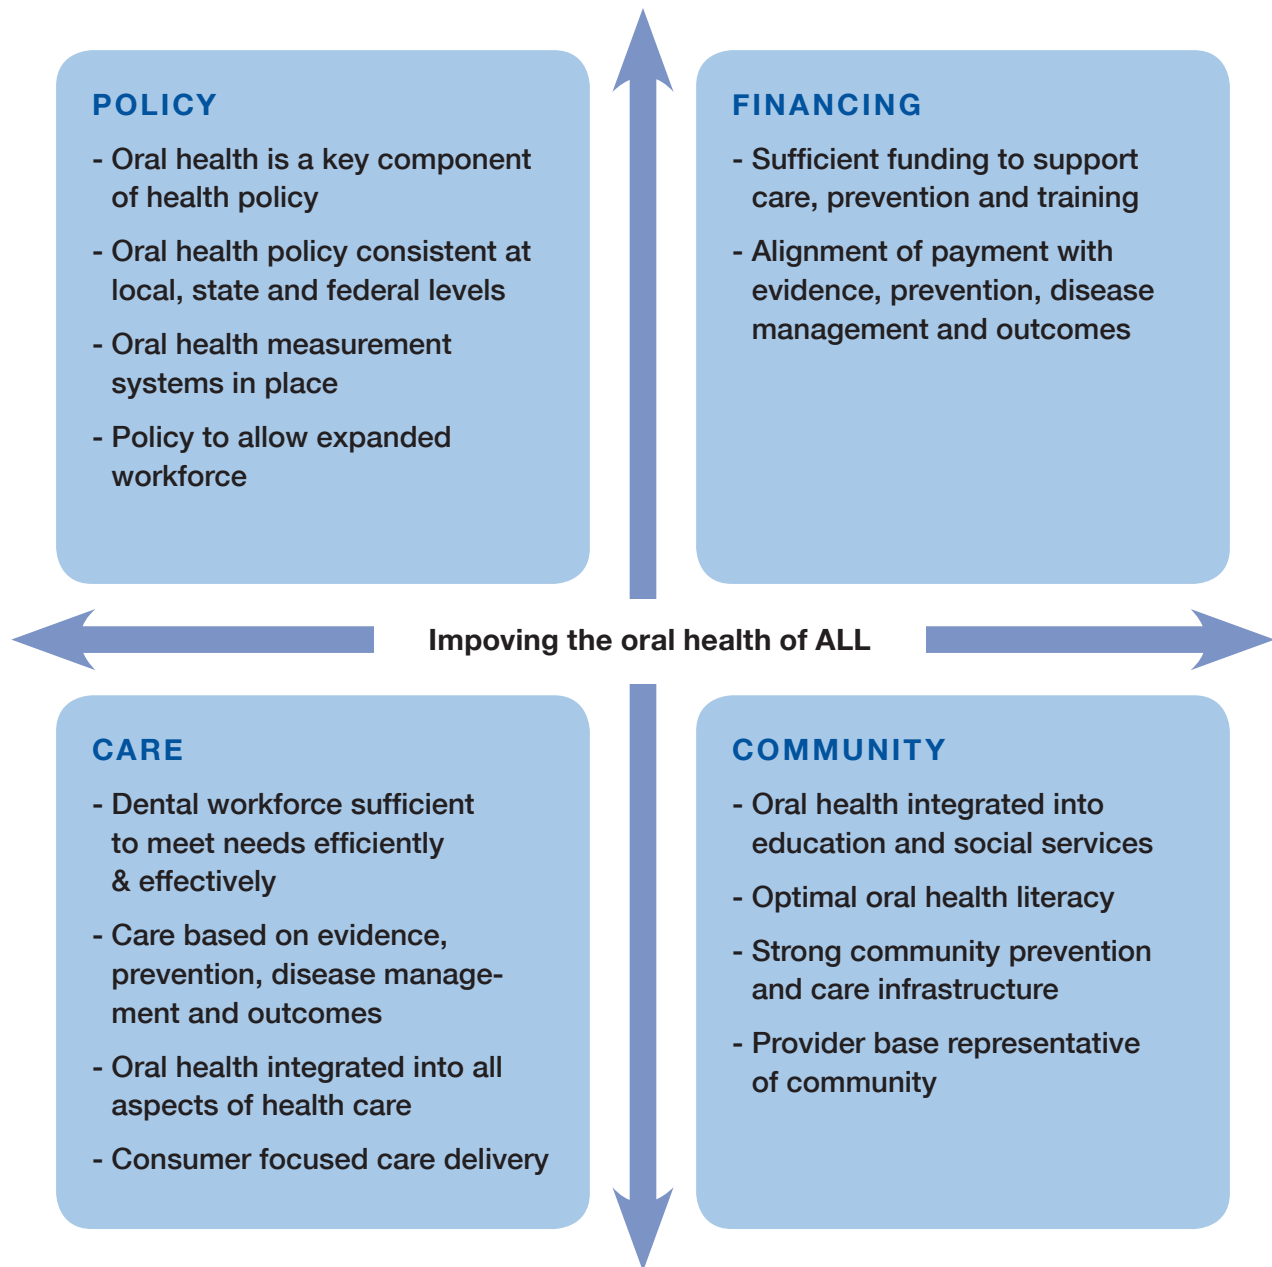 POLICY
- Oral health is a key component
of health policy
- Oral health policy consistent at
local, state and federal levels
- Oral health measurement
systems in place
- Policy to allow expanded
workforce
FINANCING
- Sufficient funding to support
care, prevention and training
- Alignment of payment with
evidence, prevention, disease
management and outcomes
Impoving the oral health of ALL
CARE
- Dental workforce sufficient
to meet needs efficiently
& effectively
- Care based on evidence,
prevention, disease manage-
ment and outcomes
- Oral health integrated into all
aspects of health care
- Consumer focused care delivery
COMMUNITY
- Oral health integrated into
education and social services
- Optimal oral health literacy
- Strong community prevention
and care infrastructure
- Provider base representative
of community